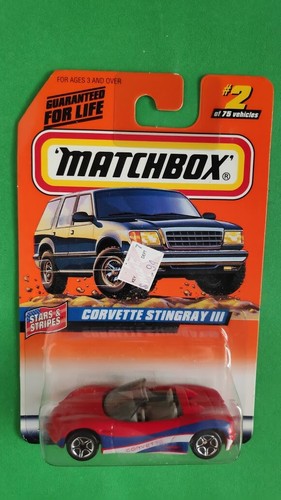 FOR AGES 3 AND OVER
GUARANTEED
FOR LIFE
#2
of 75 vehicles
'MATCHBOX'®
STARS &
STRIPES
CORVETTE STINGRAY III